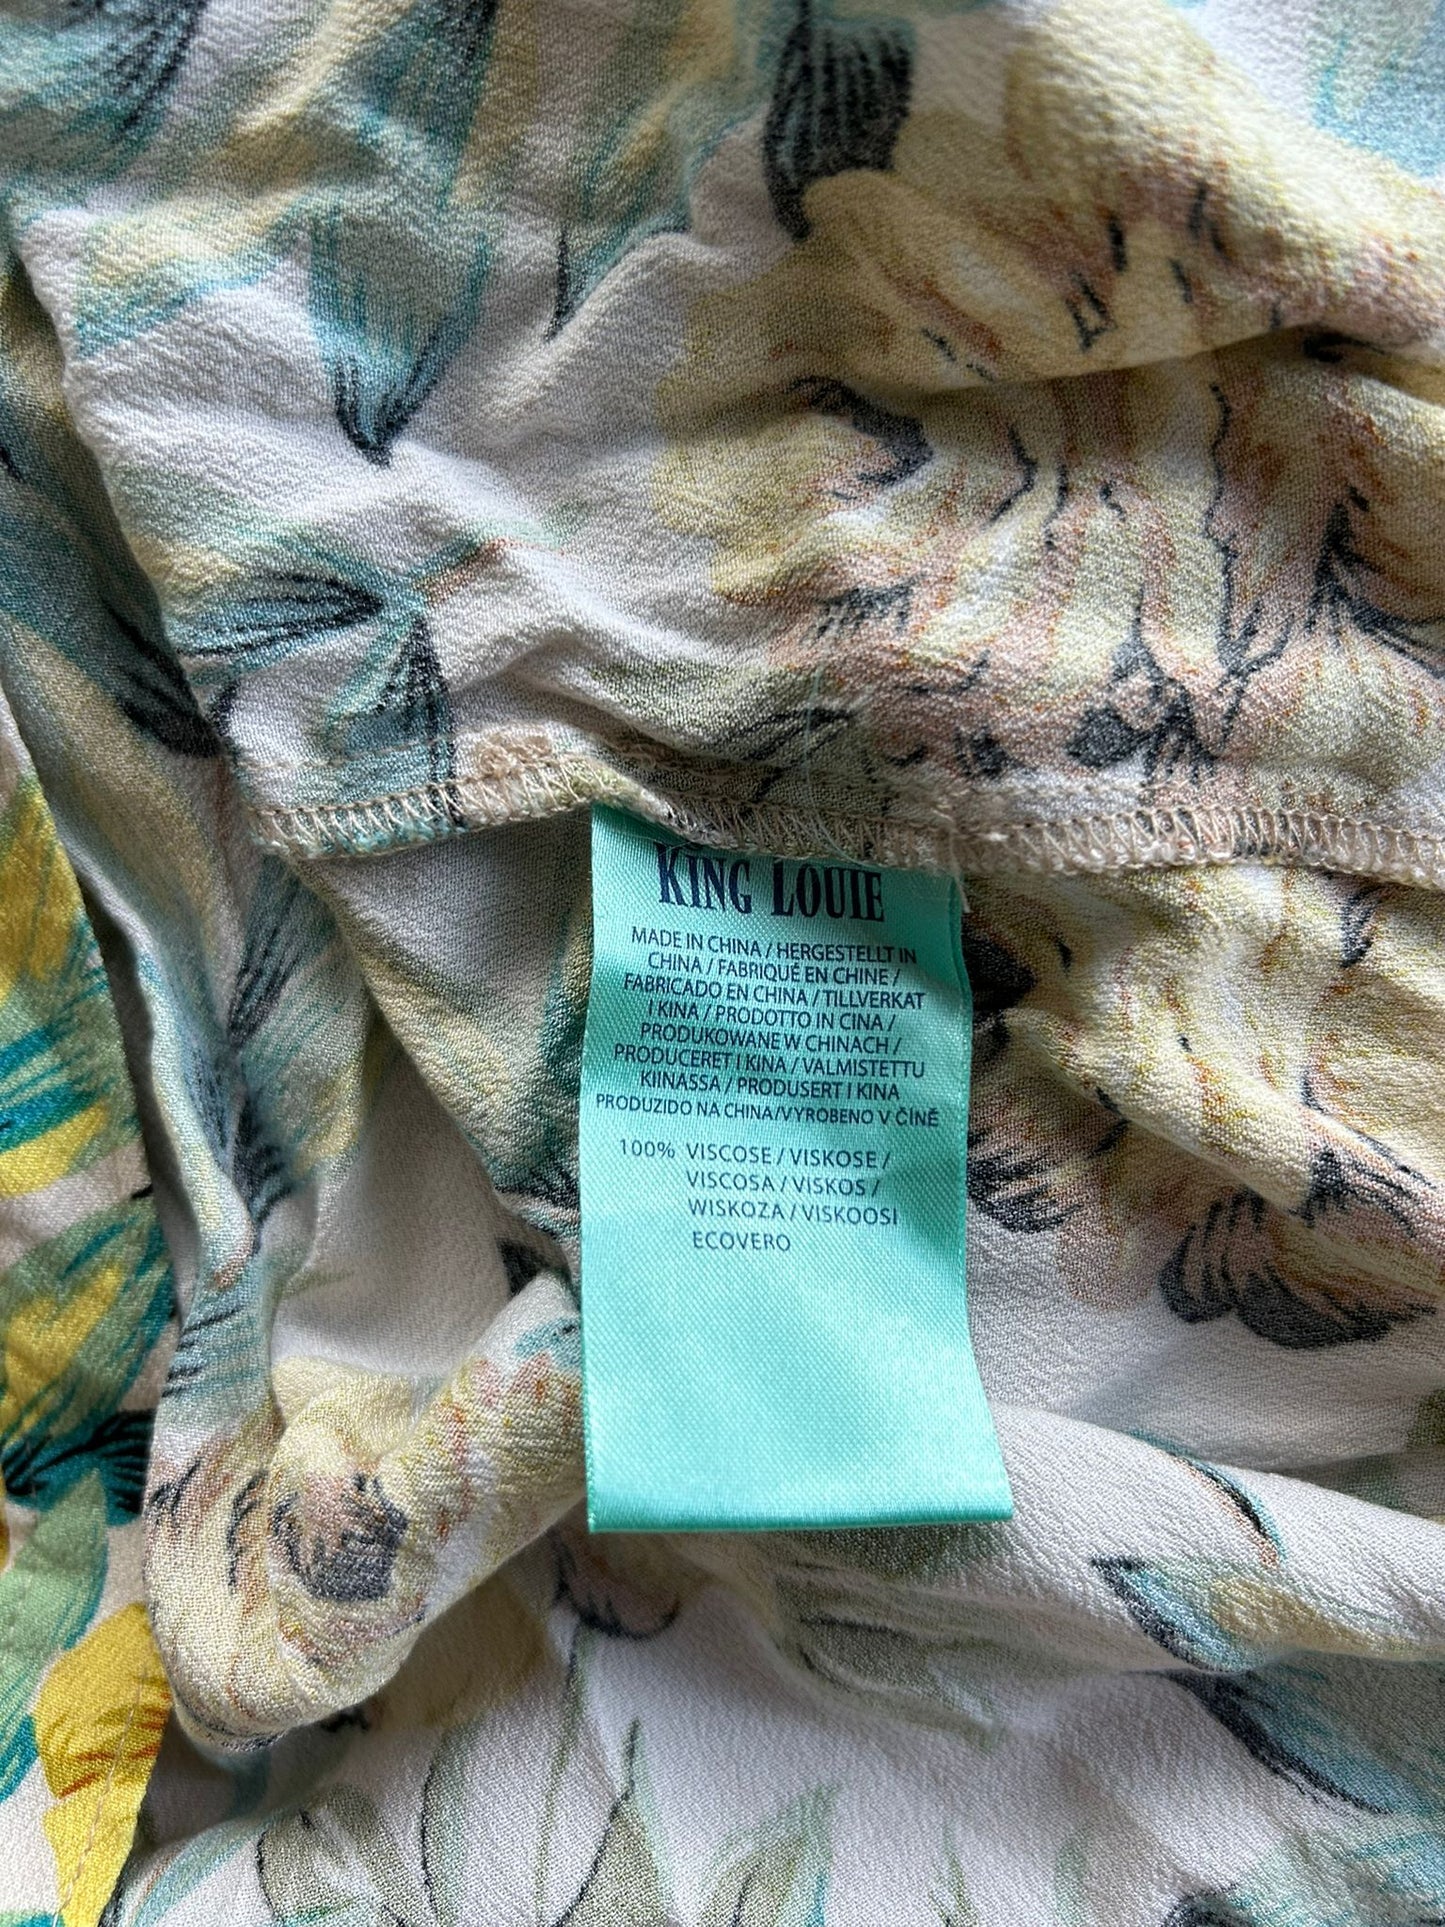 KING LOUIE
MADE IN CHINA / HERGESTELLT IN
CHINA / FABRIQUÉ EN CHINE /
FABRICADO EN CHINA / TILLVERKAT
I KINA / PRODOTTO IN CINA /
PRODUKOWANE W CHINACH /
PRODUCERET I KINA / VALMISTETTU
KIINASSA / PRODUSERT I KINA
PRODUZIDO NA CHINA/VYROBENO V ČÍNĚ
100% VISCOSE / VISKOSE /
VISCOSA / VISKOS /
WISKOZA / VISKOOSI
ECOVERO